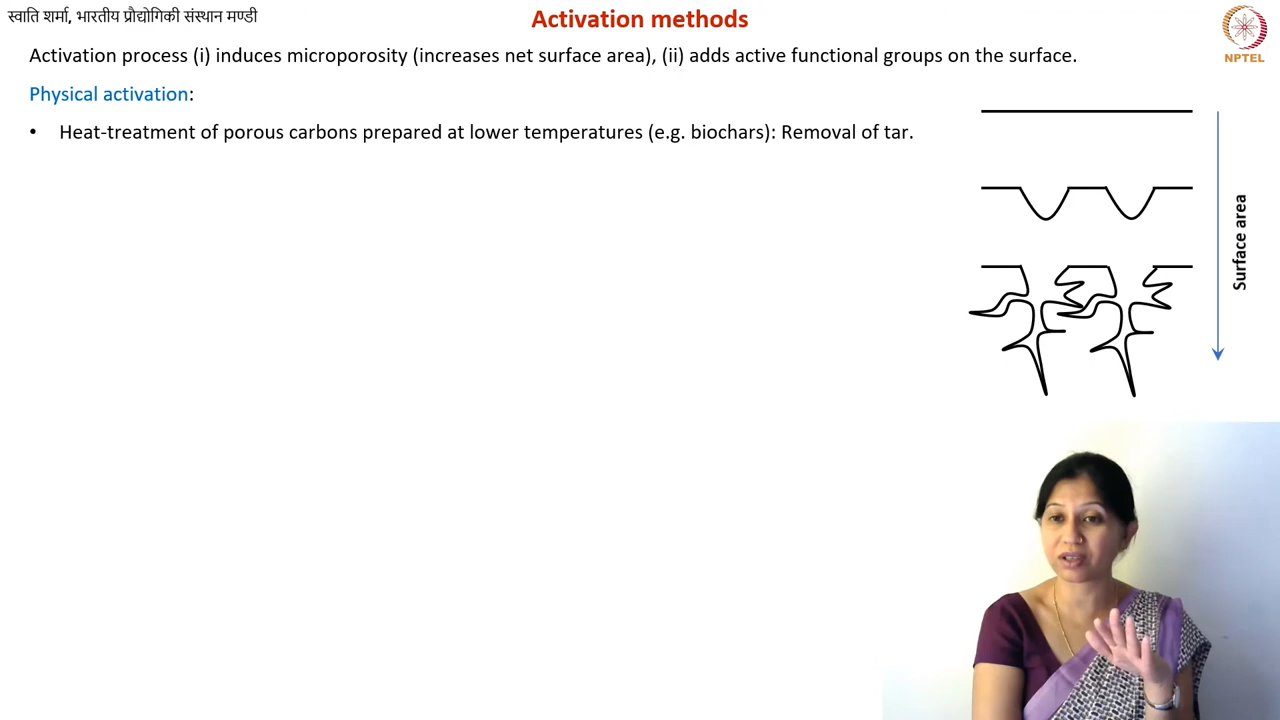 स्वाति शर्मा, भारतीय प्रौद्योगिकी संस्थान मण्डी
Activation methods
NPTEL
Activation process (i) induces microporosity (increases net surface area), (ii) adds active functional groups on the surface.
Physical activation:
• Heat-treatment of porous carbons prepared at lower temperatures (e.g. biochars): Removal of tar.
Surface area